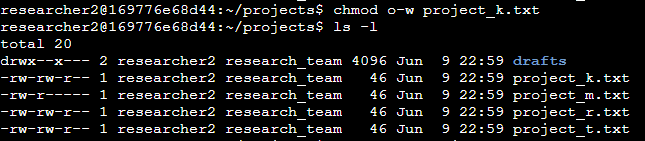 researcher2@169776e68d44:~/projects$ chmod o-w project_k.txt
researcher2@169776e68d44:~/projects$ ls -l
total 20
drwx--x--- 2 researcher2 research_team 4096 Jun  9 22:59 drafts
-rw-rw-r-- 1 researcher2 research_team   46 Jun  9 22:59 project_k.txt
-rw-r----- 1 researcher2 research_team   46 Jun  9 22:59 project_m.txt
-rw-rw-r-- 1 researcher2 research_team   46 Jun  9 22:59 project_r.txt
-rw-rw-r-- 1 researcher2 research_team   46 Jun  9 22:59 project_t.txt